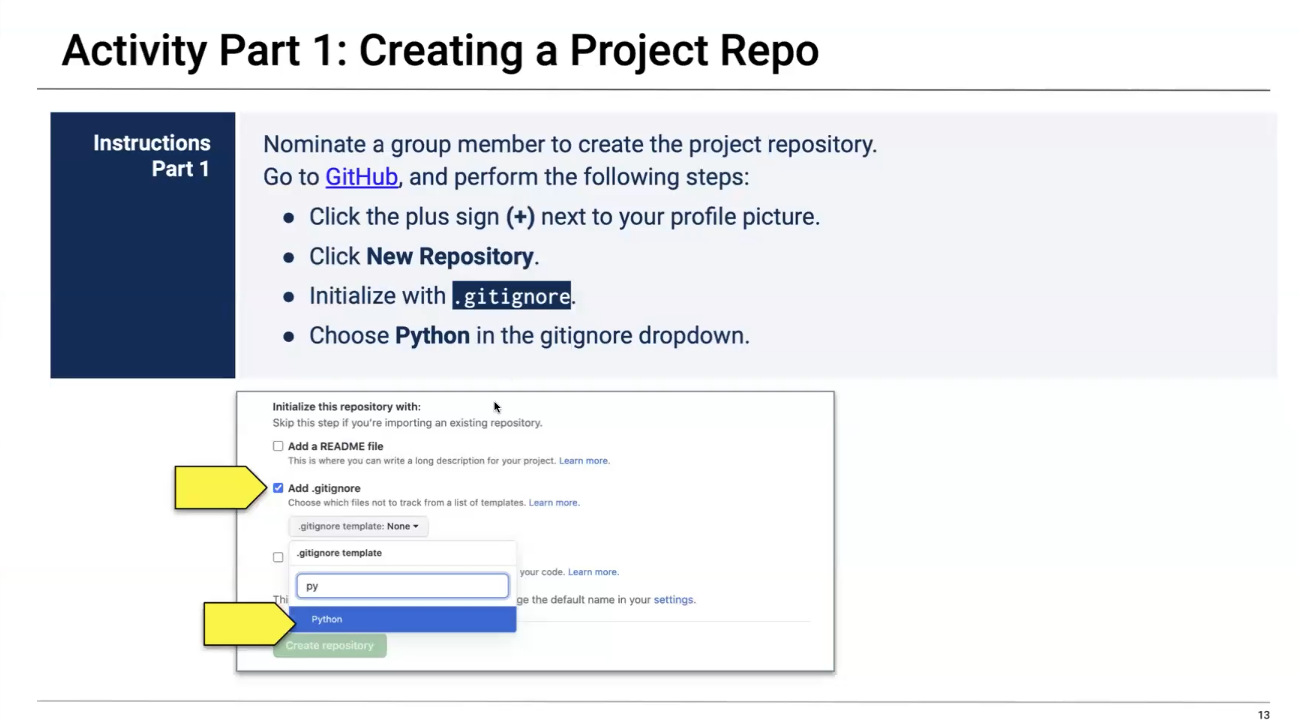 Activity Part 1: Creating a Project Repo
Instructions
Part 1
Nominate a group member to create the project repository.
Go to GitHub, and perform the following steps:
● Click the plus sign (+) next to your profile picture.
● Click New Repository.
● Initialize with .gitignore.
● Choose Python in the gitignore dropdown.
Initialize this repository with:
Skip this step if you're importing an existing repository.
Add a README file
This is where you can write a long description for your project. Learn more.
Add .gitignore
Choose which files not to track from a list of templates. Learn more.
.gitignore template: None
.gitignore template
your code. Learn more.
py
Thi
ge the default name in your settings.
Python
Create repository
13